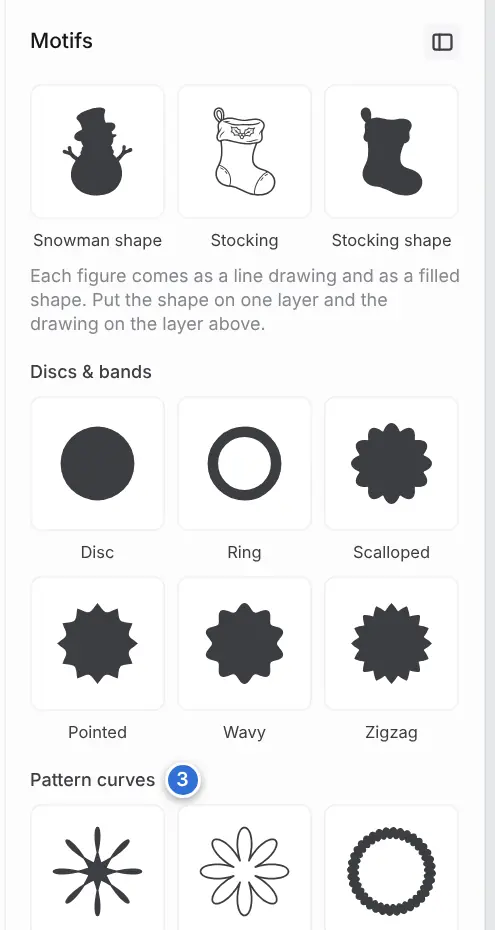 Motifs
Snowman shape
Stocking
Stocking shape
Each figure comes as a line drawing and as a filled
shape. Put the shape on one layer and the
drawing on the layer above.
Discs & bands
Disc
Ring
Scalloped
Pointed
Wavy
Zigzag
Pattern curves 3